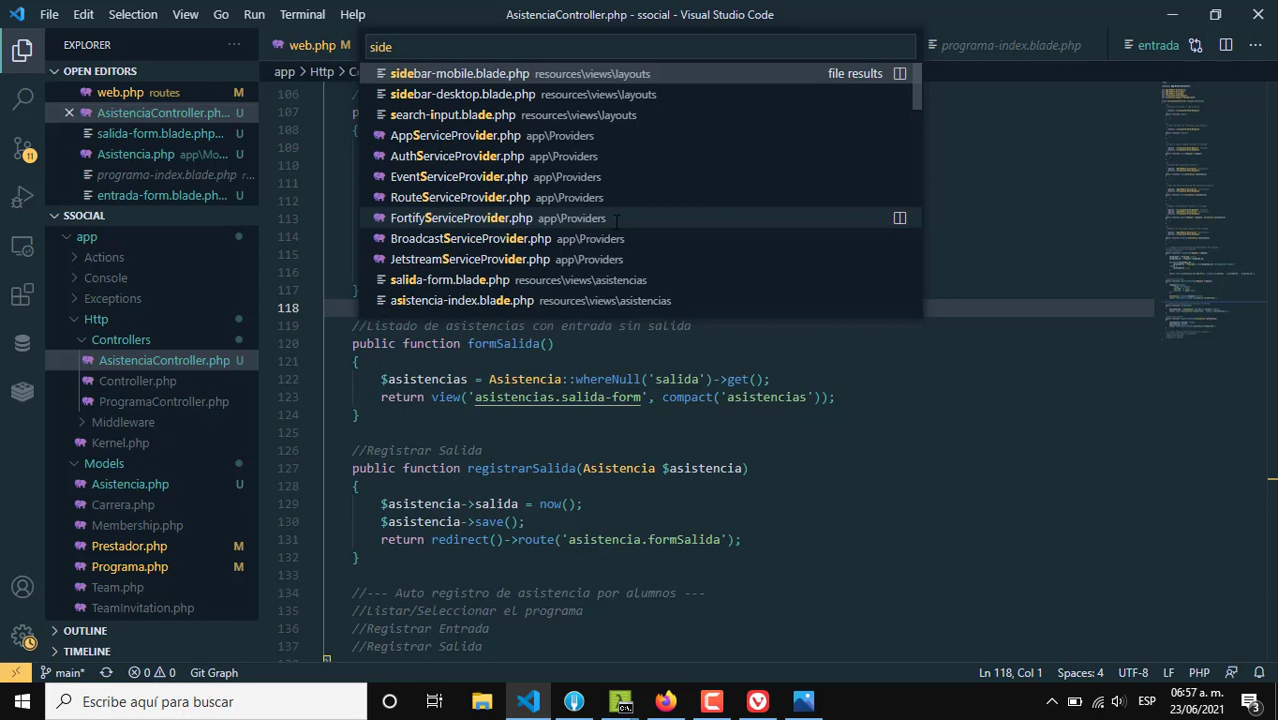 File Edit Selection View Go Run Terminal Help AsistenciaController.php - ssocial - Visual Studio Code
EXPLORER
OPEN EDITORS
web.php routes M
AsistenciaController.ph... U
salida-form.blade.php... U
Asistencia.php app\Mo... U
programa-index.blade.php r...
entrada-form.blade.php U
SSOCIAL
app
Actions
Console
Exceptions
Http
Controllers
AsistenciaController.php U
Controller.php
ProgramaController.php
Middleware
Kernel.php
Models
Asistencia.php U
Carrera.php
Membership.php
Prestador.php M
Programa.php M
Team.php
TeamInvitation.php
OUTLINE
TIMELINE
11
web.php M
programa-index.blade.php
entrada
app > Http >
side
sidebar-mobile.blade.php resources\views\layouts file results
sidebar-desktop.blade.php resources\views\layouts
search-input.blade.php resources\views\layouts
AppServiceProvider.php app\Providers
AuthServiceProvider.php app\Providers
EventServiceProvider.php app\Providers
RouteServiceProvider.php app\Providers
FortifyServiceProvider.php app\Providers
BroadcastServiceProvider.php app\Providers
JetstreamServiceProvider.php app\Providers
salida-form.blade.php resources\views\asistencias
asistencia-index.blade.php resources\views\asistencias
106
107
108 {
109
110
111
112
113
114
115
116
117 }
118
119 //Listado de asistencias con entrada sin salida
120 public function formSalida()
121 {
122 $asistencias = Asistencia::whereNull('salida')->get();
123 return view('asistencias.salida-form', compact('asistencias'));
124 }
125
126 //Registrar Salida
127 public function registrarSalida(Asistencia $asistencia)
128 {
129 $asistencia->salida = now();
130 $asistencia->save();
131 return redirect()->route('asistencia.formSalida');
132 }
133
134 //--- Auto registro de asistencia por alumnos ---
135 //Listar/Seleccionar el programa
136 //Registrar Entrada
137 //Registrar Salida
main* 0 0 Git Graph Ln 118, Col 1 Spaces: 4 UTF-8 LF PHP
Escribe aquí para buscar
ESP
06:57 a. m.
23/06/2021
3